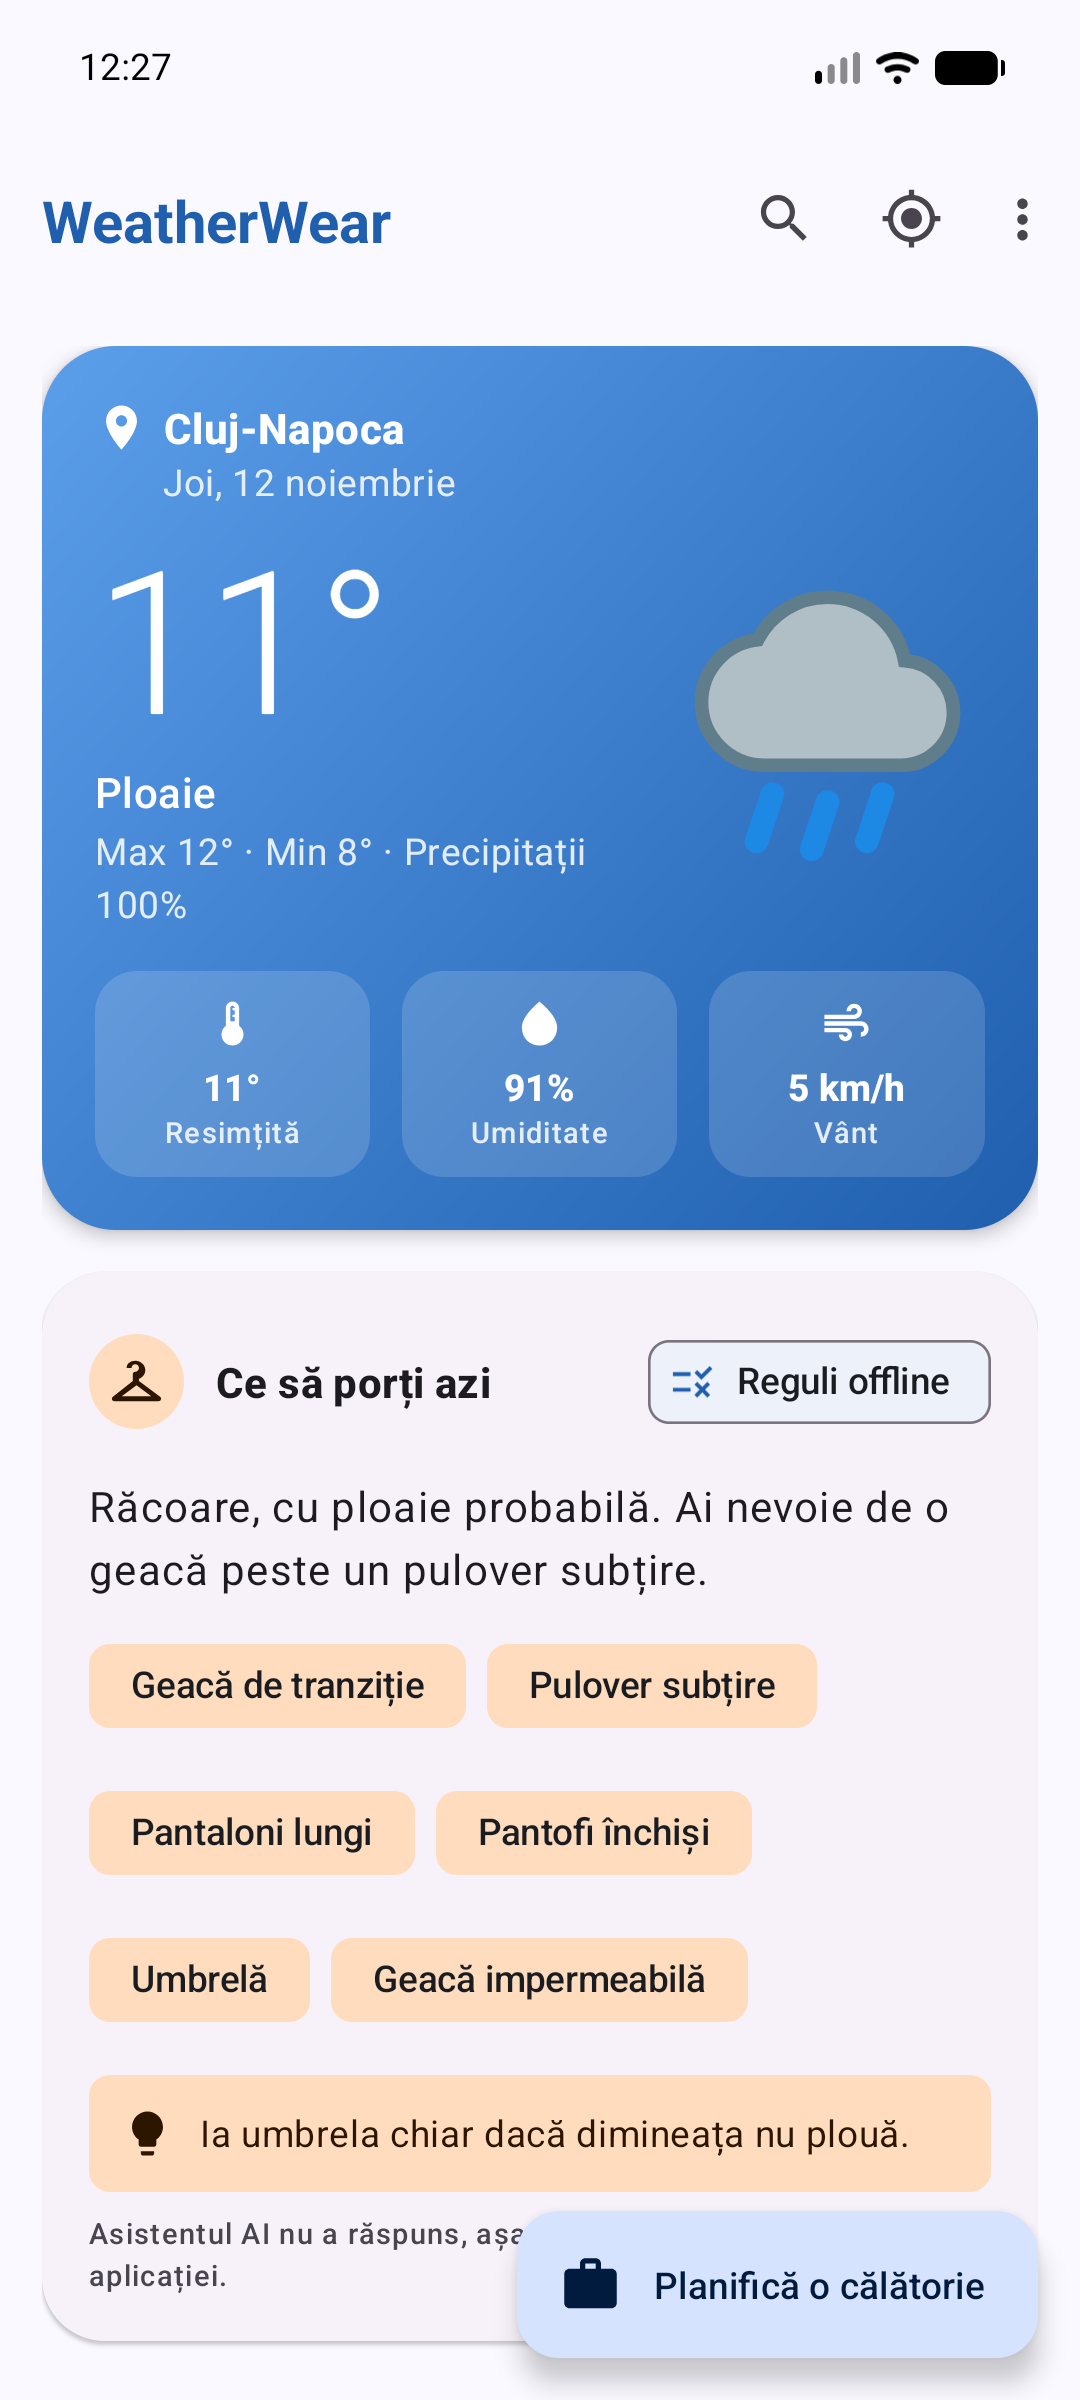 12:27
WeatherWear
Cluj-Napoca
Joi, 12 noiembrie
11°
Ploaie
Max 12° · Min 8° · Precipitații
100%
11°
Resimțită
91%
Umiditate
5 km/h
Vânt
Ce să porți azi
Reguli offline
Răcoare, cu ploaie probabilă. Ai nevoie de o
geacă peste un pulover subțire.
Geacă de tranziție
Pulover subțire
Pantaloni lungi
Pantofi închiși
Umbrelă
Geacă impermeabilă
Ia umbrela chiar dacă dimineața nu plouă.
Asistentul AI nu a răspuns, așa
aplicației.
Planifică o călătorie